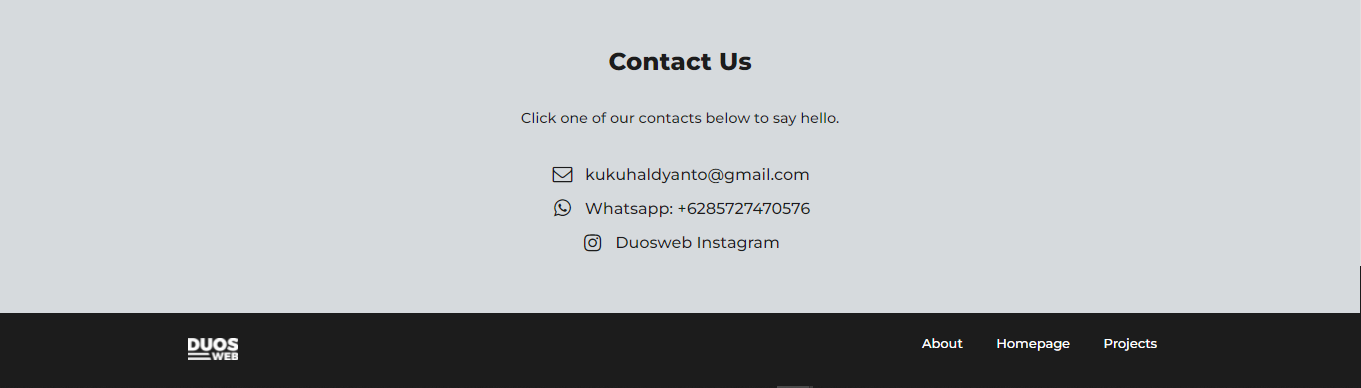 Contact Us
Click one of our contacts below to say hello.
kukuhaldyanto@gmail.com
Whatsapp: +6285727470576
Duosweb Instagram
DUOS
WEB
About Homepage Projects